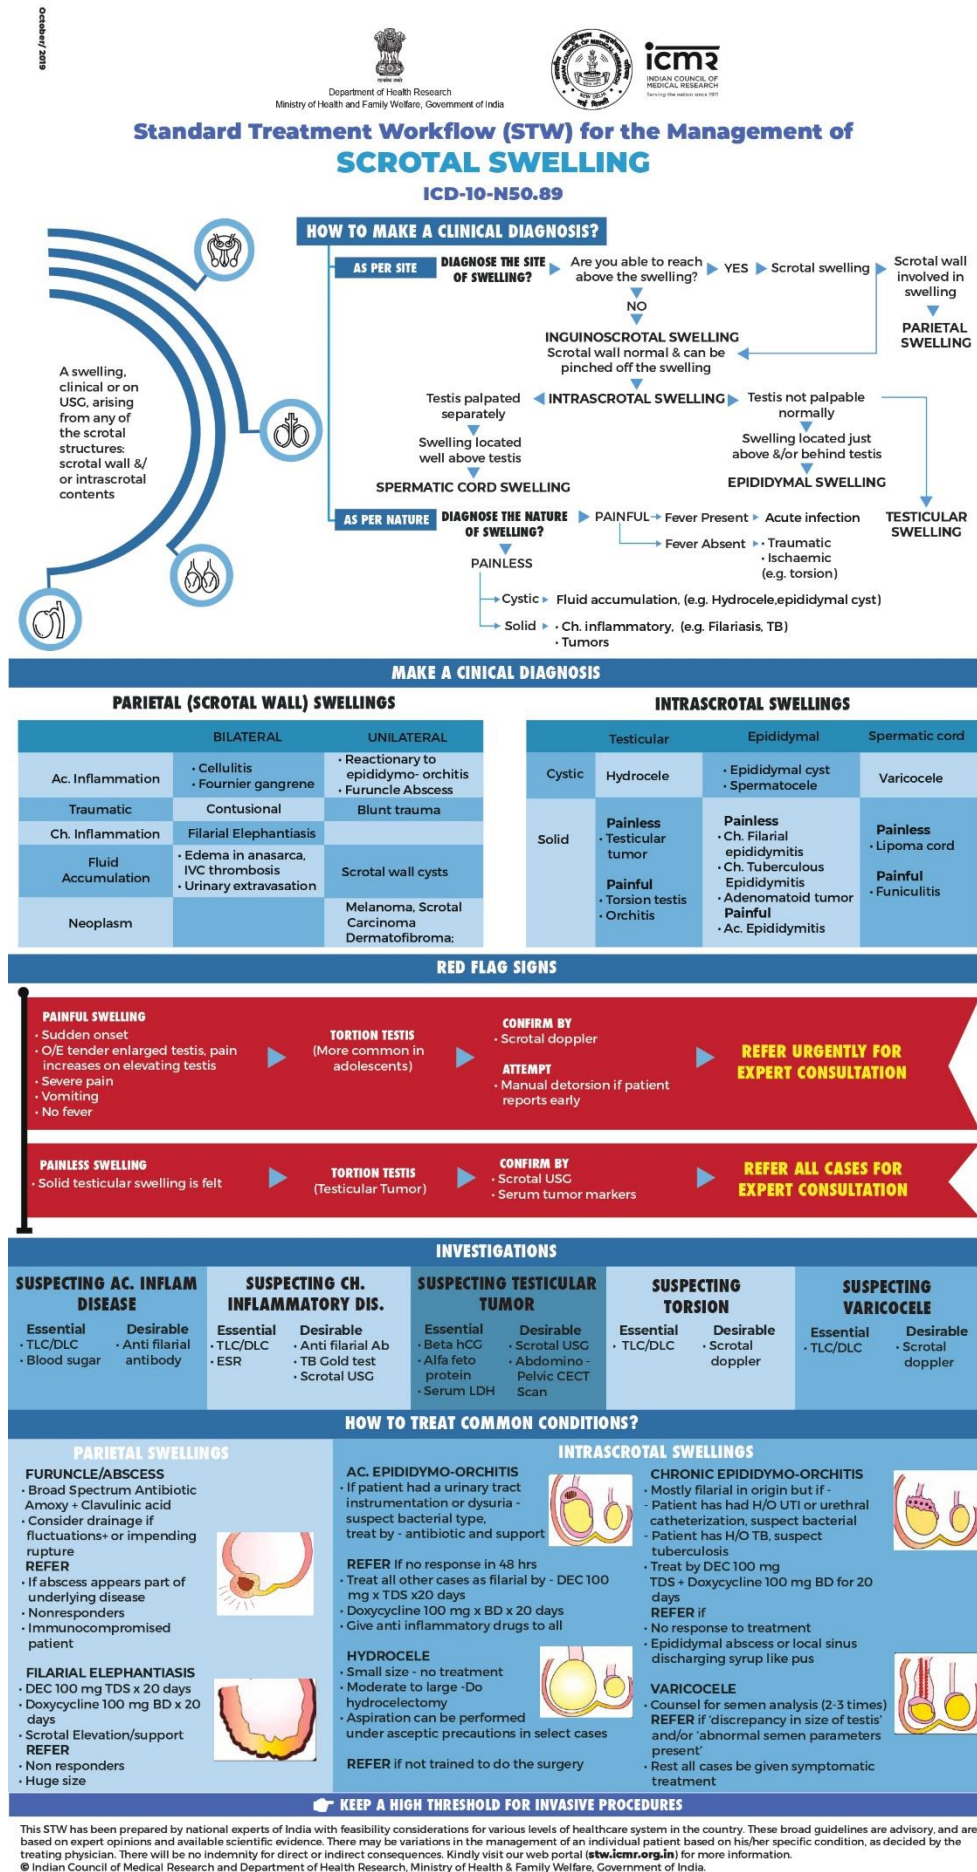 October/ 2019
सत्यमेव जयते
Department of Health Research
Ministry of Health and Family Welfare, Government of India
INDIAN COUNCIL OF MEDICAL RESEARCH
NEW DELHI
नई दिल्ली
icmr
INDIAN COUNCIL OF
MEDICAL RESEARCH
Serving the nation since 1911
Standard Treatment Workflow (STW) for the Management of
SCROTAL SWELLING
ICD-10-N50.89
A swelling,
clinical or on
USG, arising
from any of
the scrotal
structures:
scrotal wall &/
or intrascrotal
contents
HOW TO MAKE A CLINICAL DIAGNOSIS?
AS PER SITE
DIAGNOSE THE SITE
OF SWELLING?
Are you able to reach
above the swelling?
YES
Scrotal swelling
Scrotal wall
involved in
swelling
PARIETAL
SWELLING
NO
INGUINOSCROTAL SWELLING
Scrotal wall normal & can be
pinched off the swelling
INTRASCROTAL SWELLING
Testis palpated
separately
Swelling located
well above testis
SPERMATIC CORD SWELLING
Testis not palpable
normally
Swelling located just
above &/or behind testis
EPIDIDYMAL SWELLING
TESTICULAR
SWELLING
AS PER NATURE
DIAGNOSE THE NATURE
OF SWELLING?
PAINFUL
Fever Present
Acute infection
Fever Absent
• Traumatic
• Ischaemic
(e.g. torsion)
PAINLESS
Cystic
Fluid accumulation, (e.g. Hydrocele,epididymal cyst)
Solid
• Ch. inflammatory, (e.g. Filariasis, TB)
• Tumors
MAKE A CINICAL DIAGNOSIS
PARIETAL (SCROTAL WALL) SWELLINGS
BILATERAL
UNILATERAL
Ac. Inflammation
• Cellulitis
• Fournier gangrene
• Reactionary to
epididymo- orchitis
• Furuncle Abscess
Traumatic
Contusional
Blunt trauma
Ch. Inflammation
Filarial Elephantiasis
Fluid
Accumulation
• Edema in anasarca,
IVC thrombosis
• Urinary extravasation
Scrotal wall cysts
Neoplasm
Melanoma, Scrotal
Carcinoma
Dermatofibroma;
INTRASCROTAL SWELLINGS
Testicular
Epididymal
Spermatic cord
Cystic
Hydrocele
• Epididymal cyst
• Spermatocele
Varicocele
Solid
Painless
• Testicular
tumor
Painful
• Torsion testis
• Orchitis
Painless
• Ch. Filarial
epididymitis
• Ch. Tuberculous
Epididymitis
• Adenomatoid tumor
Painful
• Ac. Epididymitis
Painless
• Lipoma cord
Painful
• Funiculitis
RED FLAG SIGNS
PAINFUL SWELLING
• Sudden onset
• O/E tender enlarged testis, pain
increases on elevating testis
• Severe pain
• Vomiting
• No fever
TORTION TESTIS
(More common in
adolescents)
CONFIRM BY
• Scrotal doppler
ATTEMPT
• Manual detorsion if patient
reports early
REFER URGENTLY FOR
EXPERT CONSULTATION
PAINLESS SWELLING
• Solid testicular swelling is felt
TORTION TESTIS
(Testicular Tumor)
CONFIRM BY
• Scrotal USG
• Serum tumor markers
REFER ALL CASES FOR
EXPERT CONSULTATION
INVESTIGATIONS
SUSPECTING AC. INFLAM
DISEASE
Essential
• TLC/DLC
• Blood sugar
Desirable
• Anti filarial
antibody
SUSPECTING CH.
INFLAMMATORY DIS.
Essential
• TLC/DLC
• ESR
Desirable
• Anti filarial Ab
• TB Gold test
• Scrotal USG
SUSPECTING TESTICULAR
TUMOR
Essential
• Beta hCG
• Alfa feto
protein
• Serum LDH
Desirable
• Scrotal USG
• Abdomino -
Pelvic CECT
Scan
SUSPECTING
TORSION
Essential
• TLC/DLC
Desirable
• Scrotal
doppler
SUSPECTING
VARICOCELE
Essential
• TLC/DLC
Desirable
• Scrotal
doppler
HOW TO TREAT COMMON CONDITIONS?
PARIETAL SWELLINGS
FURUNCLE/ABSCESS
• Broad Spectrum Antibiotic
Amoxy + Clavulinic acid
• Consider drainage if
fluctuations+ or impending
rupture
REFER
• If abscess appears part of
underlying disease
• Nonresponders
• Immunocompromised
patient
FILARIAL ELEPHANTIASIS
• DEC 100 mg TDS x 20 days
• Doxycycline 100 mg BD x 20
days
• Scrotal Elevation/support
REFER
• Non responders
• Huge size
INTRASCROTAL SWELLINGS
AC. EPIDIDYMO-ORCHITIS
• If patient had a urinary tract
instrumentation or dysuria -
suspect bacterial type,
treat by - antibiotic and support
REFER If no response in 48 hrs
• Treat all other cases as filarial by - DEC 100
mg x TDS x20 days
• Doxycycline 100 mg x BD x 20 days
• Give anti inflammatory drugs to all
HYDROCELE
• Small size - no treatment
• Moderate to large -Do
hydrocelectomy
• Aspiration can be performed
under asceptic precautions in select cases
REFER if not trained to do the surgery
CHRONIC EPIDIDYMO-ORCHITIS
• Mostly filarial in origin but if -
- Patient has had H/O UTI or urethral
catheterization, suspect bacterial
- Patient has H/O TB, suspect
tuberculosis
• Treat by DEC 100 mg
TDS + Doxycycline 100 mg BD for 20
days
REFER if
• No response to treatment
• Epididymal abscess or local sinus
discharging syrup like pus
VARICOCELE
• Counsel for semen analysis (2-3 times)
REFER if 'discrepancy in size of testis'
and/or 'abnormal semen parameters
present'
• Rest all cases be given symptomatic
treatment
KEEP A HIGH THRESHOLD FOR INVASIVE PROCEDURES
This STW has been prepared by national experts of India with feasibility considerations for various levels of healthcare system in the country. These broad guidelines are advisory, and are
based on expert opinions and available scientific evidence. There may be variations in the management of an individual patient based on his/her specific condition, as decided by the
treating physician. There will be no indemnity for direct or indirect consequences. Kindly visit our web portal (stw.icmr.org.in) for more information.
© Indian Council of Medical Research and Department of Health Research, Ministry of Health & Family Welfare, Government of India.